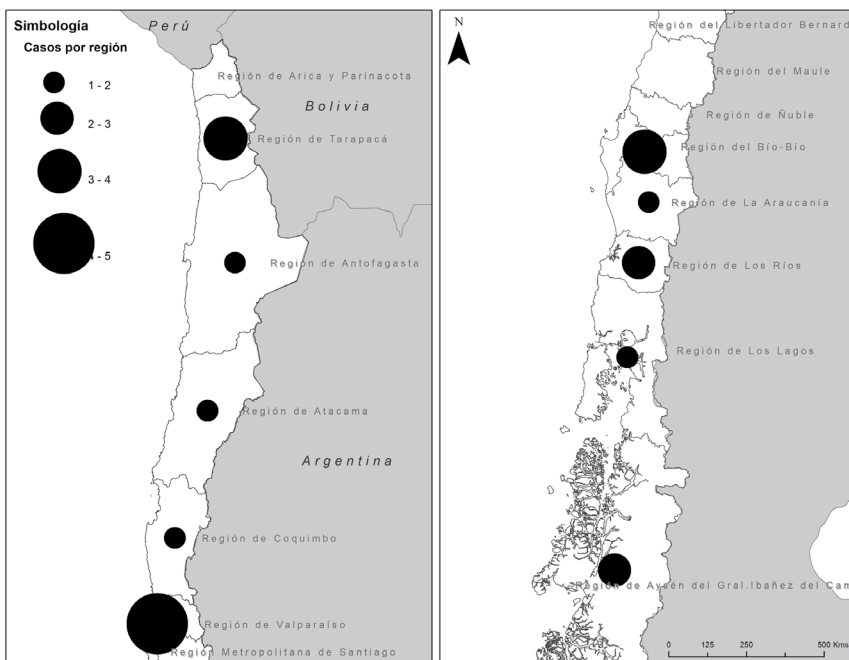 Simbología
Casos por región
1 - 2
2 - 3
3 - 4
- 5
Perú
Región de Arica y Parinacota
Bolivia
Región de Tarapacá
Región de Antofagasta
Región de Atacama
Argentina
Región de Coquimbo
Región de Valparaíso
Región Metropolitana de Santiago
N
Región del Libertador Bernard
Región del Maule
Región de Ñuble
Región del Bío-Bío
Región de La Araucanía
Región de Los Ríos
Región de Los Lagos
Región de Aysén del Gral.Ibañez del Cam
0 125 250 500 Kms